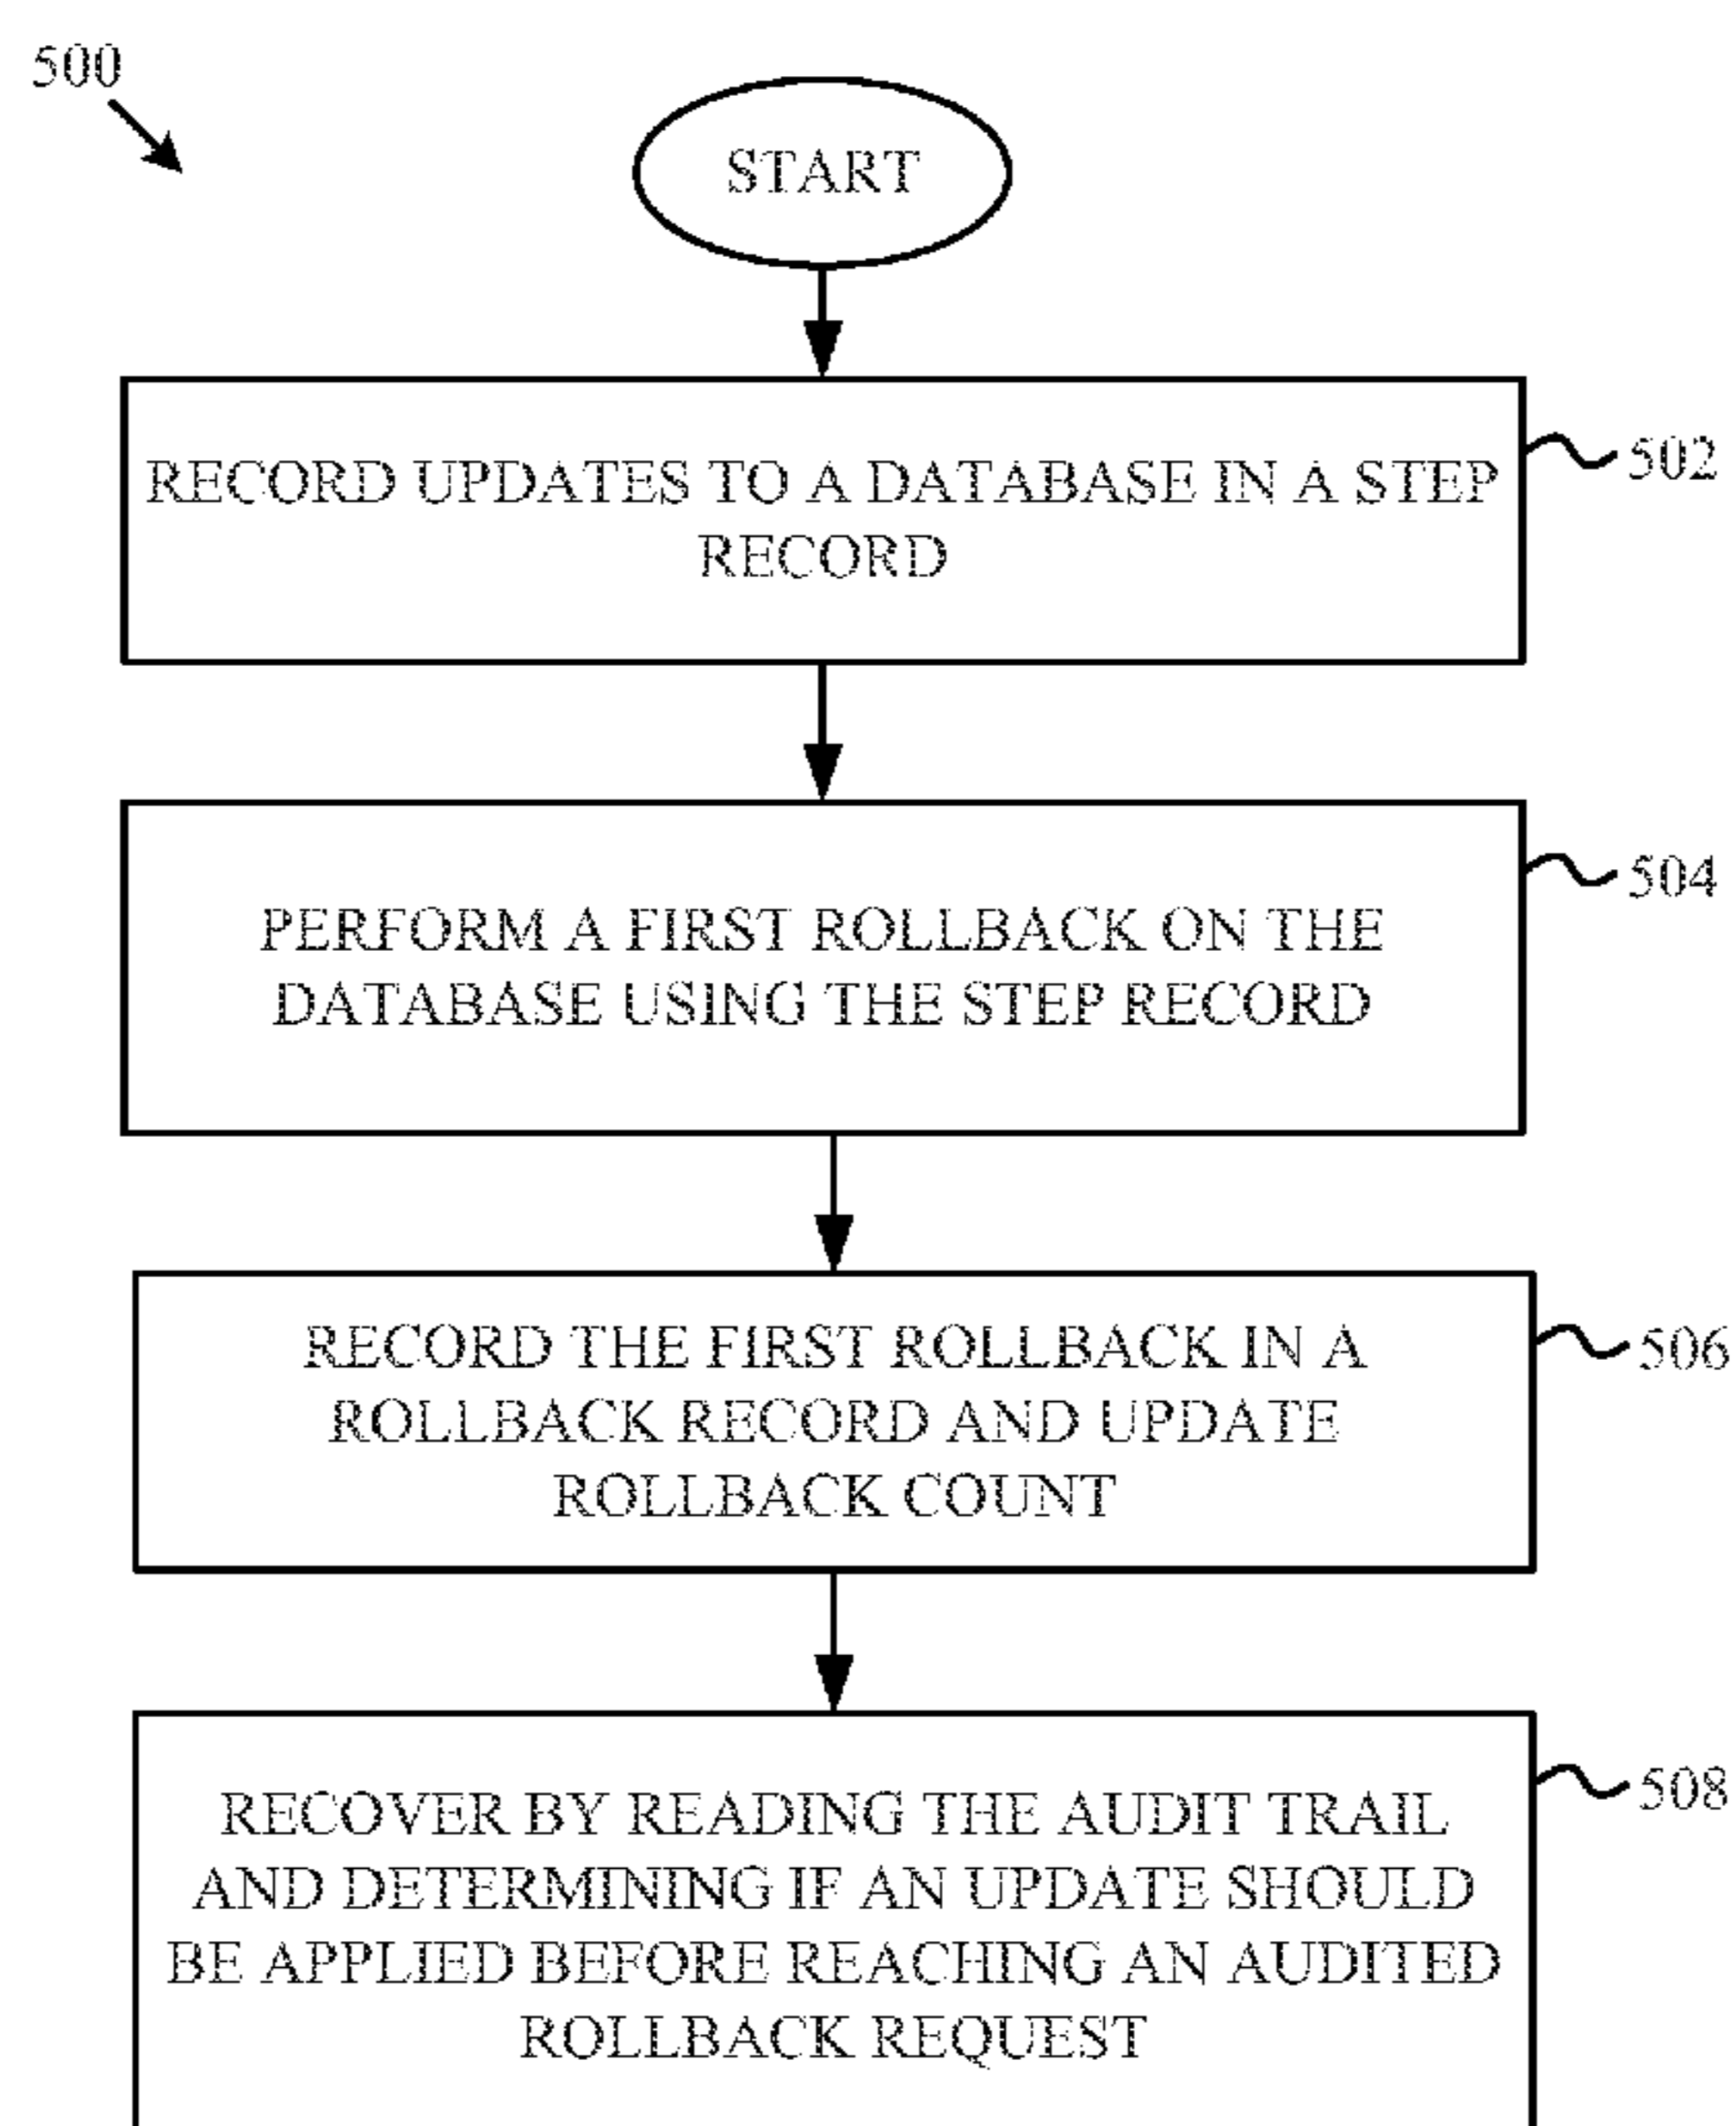 500
START
RECORD UPDATES TO A DATABASE IN A STEP
RECORD
502
PERFORM A FIRST ROLLBACK ON THE
DATABASE USING THE STEP RECORD
504
RECORD THE FIRST ROLLBACK IN A
ROLLBACK RECORD AND UPDATE
ROLLBACK COUNT
506
RECOVER BY READING THE AUDIT TRAIL
AND DETERMINING IF AN UPDATE SHOULD
BE APPLIED BEFORE REACHING AN AUDITED
ROLLBACK REQUEST
508